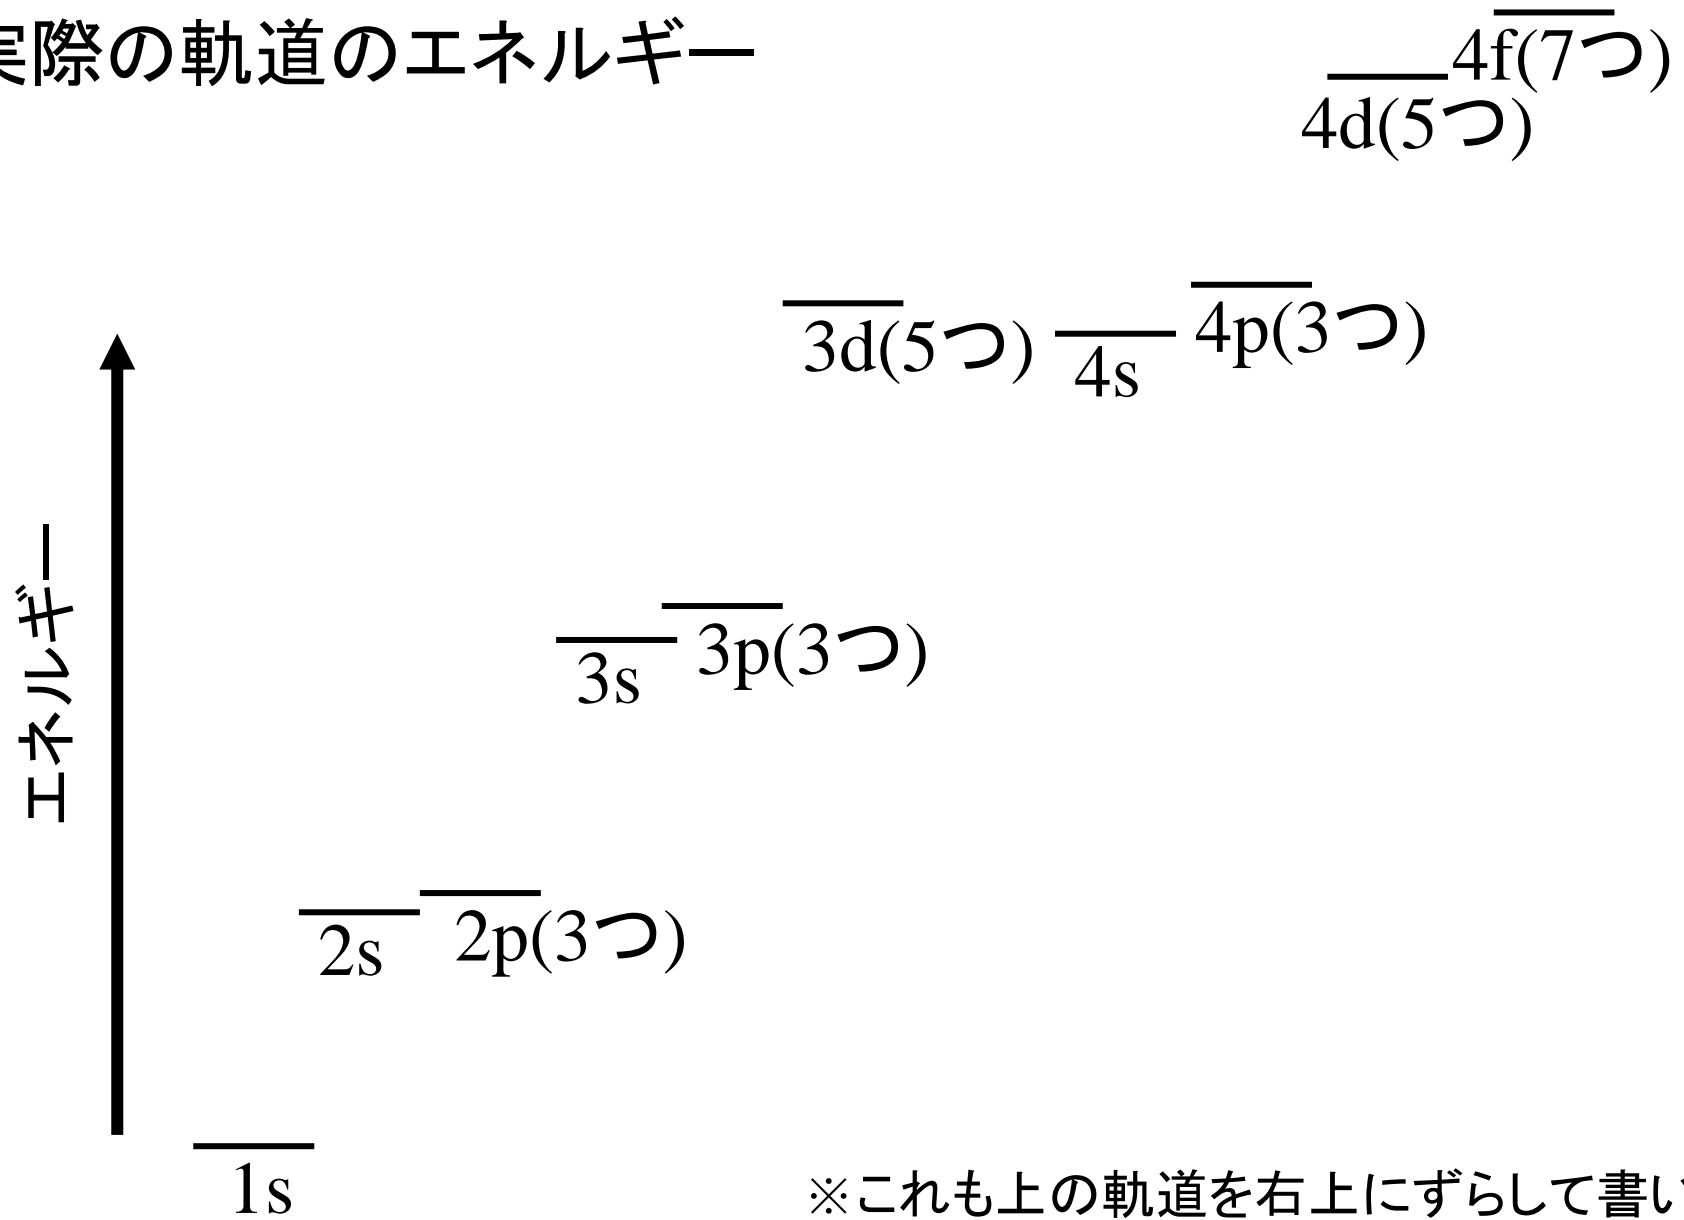 実際の軌道のエネルギー
4f(7つ)
4d(5つ)
3d(5つ)
4s
4p(3つ)
エネルギー
3s
3p(3つ)
2s
2p(3つ)
1s
※これも上の軌道を右上にずらして書い